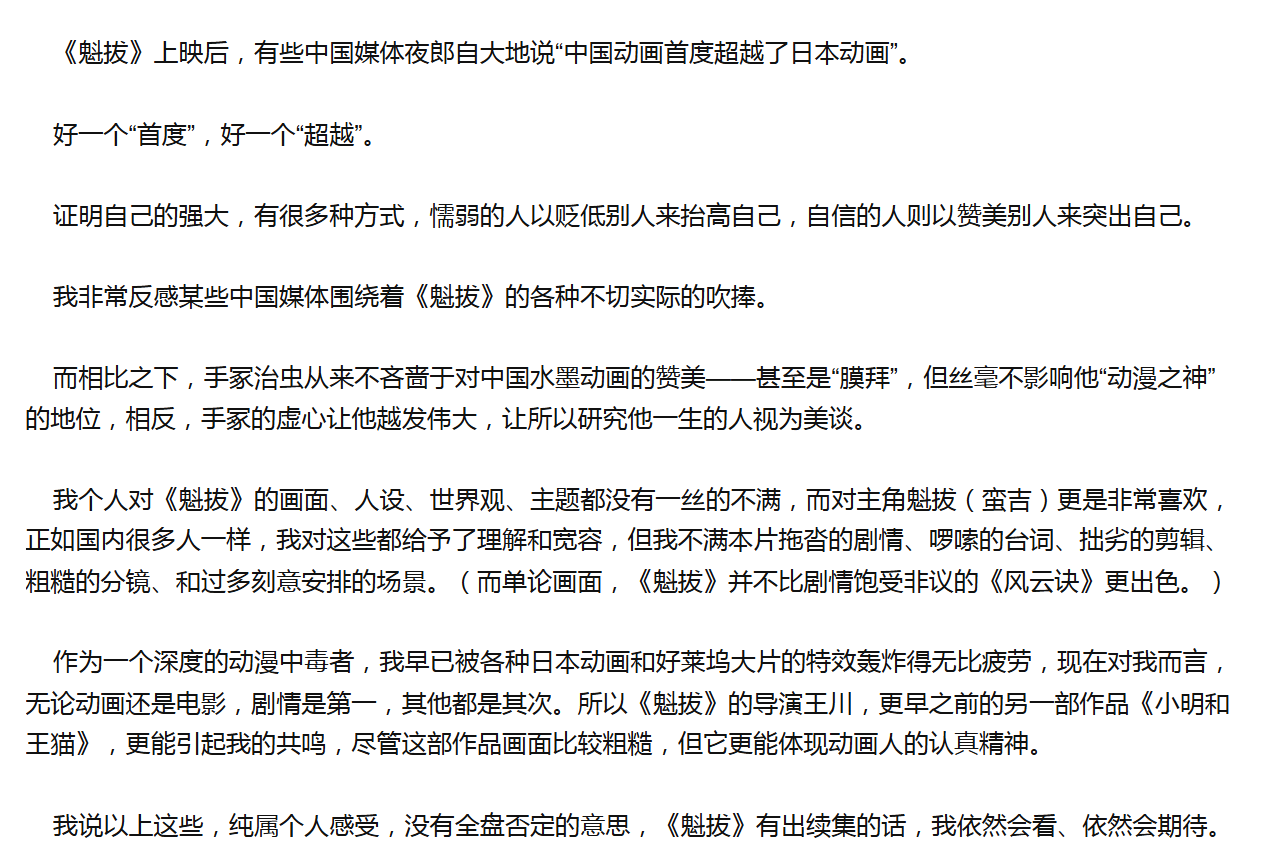 《魁拔》上映后，有些中国媒体夜郎自大地说“中国动画首度超越了日本动画”。
好一个“首度”，好一个“超越”。
证明自己的强大，有很多种方式，懦弱的人以贬低别人来抬高自己，自信的人则以赞美别人来突出自己。
我非常反感某些中国媒体围绕着《魁拔》的各种不切实际的吹捧。
而相比之下，手冢治虫从来不吝啬于对中国水墨动画的赞美——甚至是“膜拜”，但丝毫不影响他“动漫之神”
的地位，相反，手冢的虚心让他越发伟大，让所以研究他一生的人视为美谈。
我个人对《魁拔》的画面、人设、世界观、主题都没有一丝的不满，而对主角魁拔（蛮吉）更是非常喜欢，
正如国内很多人一样，我对这些都给予了理解和宽容，但我不满本片拖沓的剧情、啰嗦的台词、拙劣的剪辑、
粗糙的分镜、和过多刻意安排的场景。（而单论画面，《魁拔》并不比剧情饱受非议的《风云诀》更出色。）
作为一个深度的动漫中毒者，我早已被各种日本动画和好莱坞大片的特效轰炸得无比疲劳，现在对我而言，
无论动画还是电影，剧情是第一，其他都是其次。所以《魁拔》的导演王川，更早之前的另一部作品《小明和
王猫》，更能引起我的共鸣，尽管这部作品画面比较粗糙，但它更能体现动画人的认真精神。
我说以上这些，纯属个人感受，没有全盘否定的意思，《魁拔》有出续集的话，我依然会看、依然会期待。